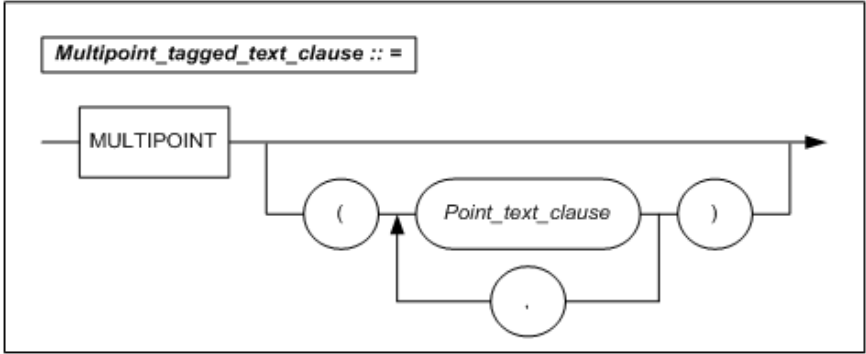 Multipoint_tagged_text_clause :: =
MULTIPOINT
( Point_text_clause )
,